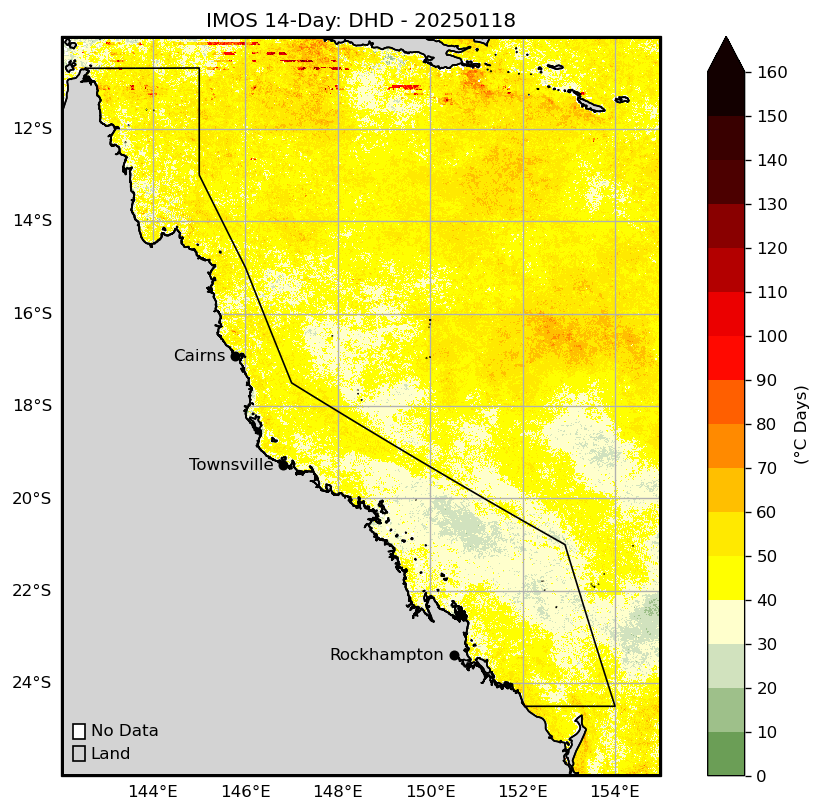 IMOS 14-Day: DHD - 20250118
12°S
14°S
16°S
18°S
20°S
22°S
24°S
Cairns
Townsville
Rockhampton
No Data
Land
144°E 146°E 148°E 150°E 152°E 154°E
160
150
140
130
120
110
100
90
80
70
60
50
40
30
20
10
0
(°C Days)